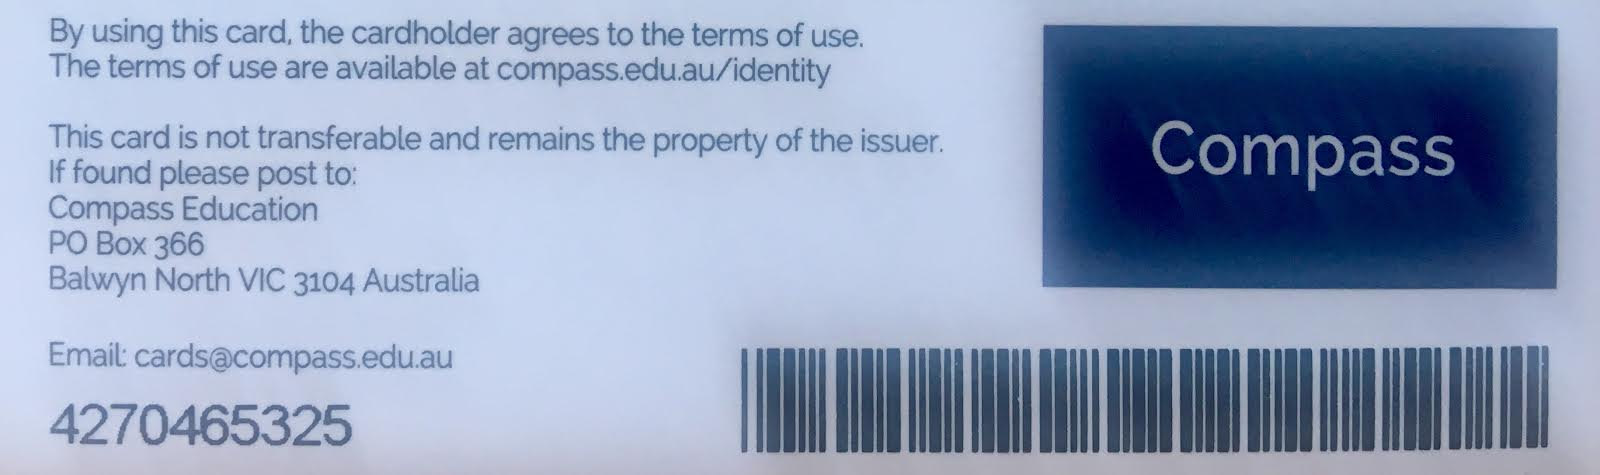 By using this card, the cardholder agrees to the terms of use.
The terms of use are available at compass.edu.au/identity
This card is not transferable and remains the property of the issuer.
If found please post to:
Compass Education
PO Box 366
Balwyn North VIC 3104 Australia
Email: cards@compass.edu.au
4270465325
Compass